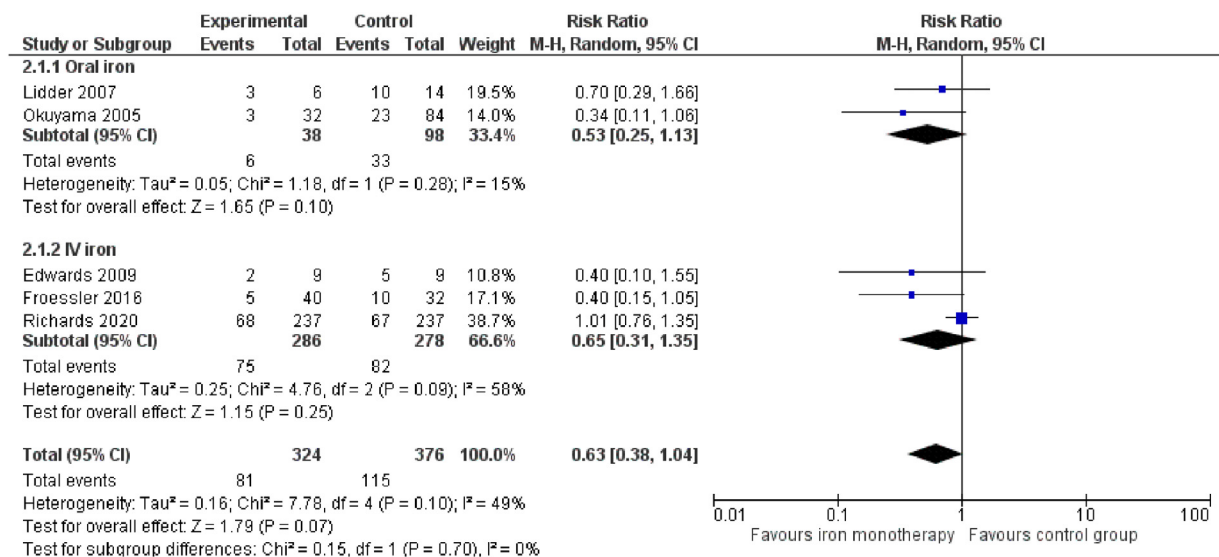 Experimental Control Risk Ratio Risk Ratio
Study or Subgroup Events Total Events Total Weight M-H, Random, 95% CI M-H, Random, 95% CI
2.1.1 Oral iron
Lidder 2007 3 6 10 14 19.5% 0.70 [0.29, 1.66]
Okuyama 2005 3 32 23 84 14.0% 0.34 [0.11, 1.06]
Subtotal (95% CI) 38 98 33.4% 0.53 [0.25, 1.13]
Total events 6 33
Heterogeneity: Tau² = 0.05; Chi² = 1.18, df = 1 (P = 0.28); I² = 15%
Test for overall effect: Z = 1.65 (P = 0.10)
2.1.2 IV iron
Edwards 2009 2 9 5 9 10.8% 0.40 [0.10, 1.55]
Froessler 2016 5 40 10 32 17.1% 0.40 [0.15, 1.05]
Richards 2020 68 237 67 237 38.7% 1.01 [0.76, 1.35]
Subtotal (95% CI) 286 278 66.6% 0.65 [0.31, 1.35]
Total events 75 82
Heterogeneity: Tau² = 0.25; Chi² = 4.76, df = 2 (P = 0.09); I² = 58%
Test for overall effect: Z = 1.15 (P = 0.25)
Total (95% CI) 324 376 100.0% 0.63 [0.38, 1.04]
Total events 81 115
Heterogeneity: Tau² = 0.16; Chi² = 7.78, df = 4 (P = 0.10); I² = 49%
Test for overall effect: Z = 1.79 (P = 0.07)
Test for subgroup differences: Chi² = 0.15, df = 1 (P = 0.70), I² = 0%
0.01 0.1 1 10 100
Favours iron monotherapy Favours control group